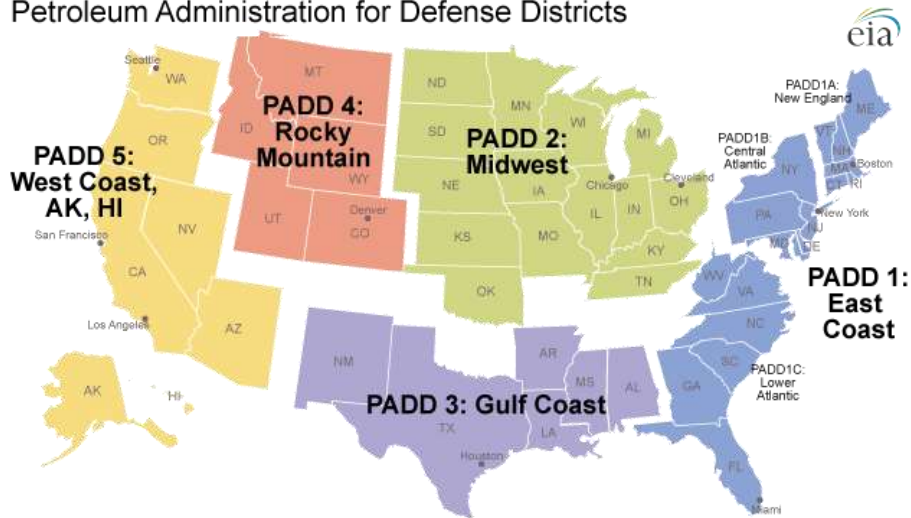 Petroleum Administration for Defense Districts
eia
Seattle
WA
OR
PADD 5:
West Coast,
AK, HI
San Francisco
NV
CA
Los Angeles
AZ
AK
HI
MT
ID
PADD 4:
Rocky
Mountain
WY
UT
Denver
CO
ND
SD
MN
WI
MI
PADD 2:
Midwest
NE
IA
Chicago
Cleveland
IL
IN
OH
KS
MO
KY
OK
TN
NM
AR
MS
AL
PADD 3: Gulf Coast
TX
LA
Houston
PADD1A:
New England
ME
VT
NH
PADD1B:
Central
Atlantic
NY
MA
Boston
CT
RI
PA
New York
NJ
MD
DE
WV
VA
PADD 1:
East
Coast
NC
SC
GA
PADD1C:
Lower
Atlantic
FL
Miami